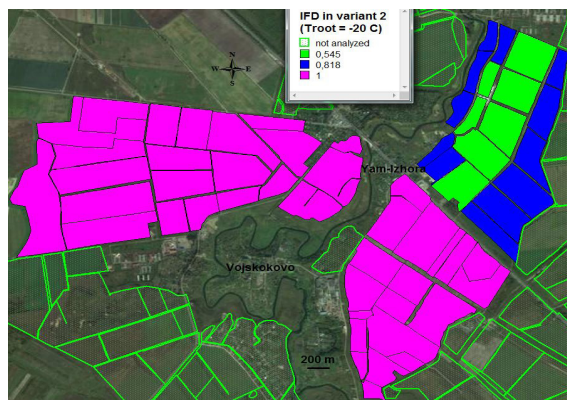 IFD in variant 2
(Troot = -20 C)
not analyzed
0,545
0,818
1
N
W E
S
Yam-Izhora
Vojskokovo
200 m